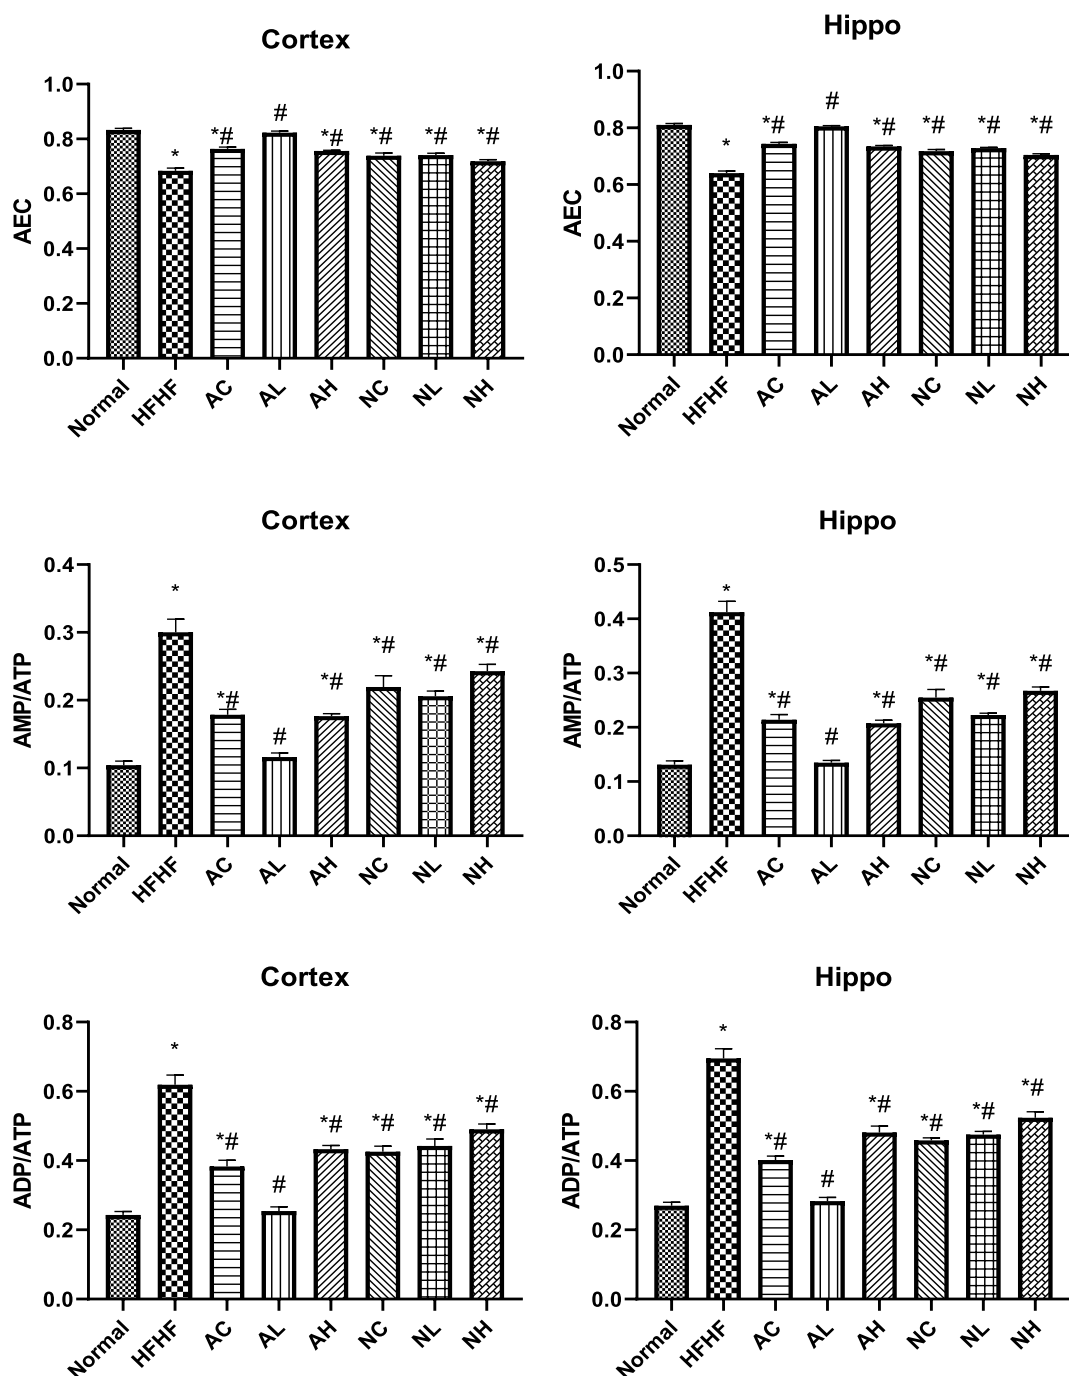 Cortex
AEC
1.0
0.8
0.6
0.4
0.2
0.0
*
*#
#
*#
*#
*#
*#
Normal
HFHF
AC
AL
AH
NC
NL
NH
Hippo
AEC
1.0
0.8
0.6
0.4
0.2
0.0
*
*#
#
*#
*#
*#
*#
Normal
HFHF
AC
AL
AH
NC
NL
NH
Cortex
AMP/ATP
0.4
0.3
0.2
0.1
0.0
*
*#
#
*#
*#
*#
*#
Normal
HFHF
AC
AL
AH
NC
NL
NH
Hippo
AMP/ATP
0.5
0.4
0.3
0.2
0.1
0.0
*
*#
#
*#
*#
*#
*#
Normal
HFHF
AC
AL
AH
NC
NL
NH
Cortex
ADP/ATP
0.8
0.6
0.4
0.2
0.0
*
*#
#
*#
*#
*#
*#
Normal
HFHF
AC
AL
AH
NC
NL
NH
Hippo
ADP/ATP
0.8
0.6
0.4
0.2
0.0
*
*#
#
*#
*#
*#
*#
Normal
HFHF
AC
AL
AH
NC
NL
NH